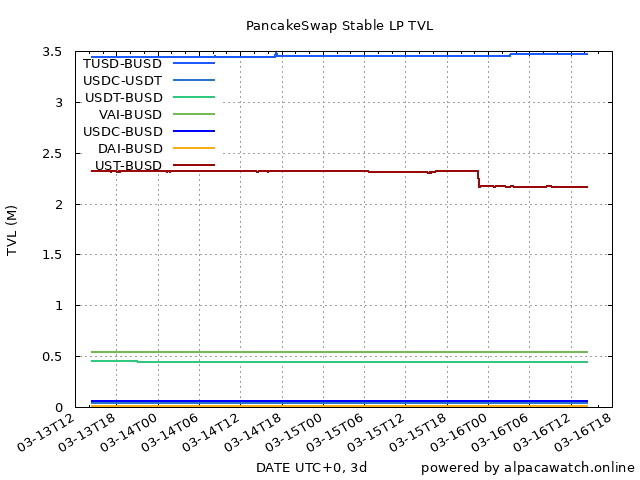 PancakeSwap Stable LP TVL
TVL (M)
3.5
3
2.5
2
1.5
1
0.5
0
TUSD-BUSD
USDC-USDT
USDT-BUSD
VAI-BUSD
USDC-BUSD
DAI-BUSD
UST-BUSD
03-13T12
03-13T18
03-14T00
03-14T06
03-14T12
03-14T18
03-15T00
03-15T06
03-15T12
03-15T18
03-16T00
03-16T06
03-16T12
03-16T18
DATE UTC+0, 3d
powered by alpacawatch.online